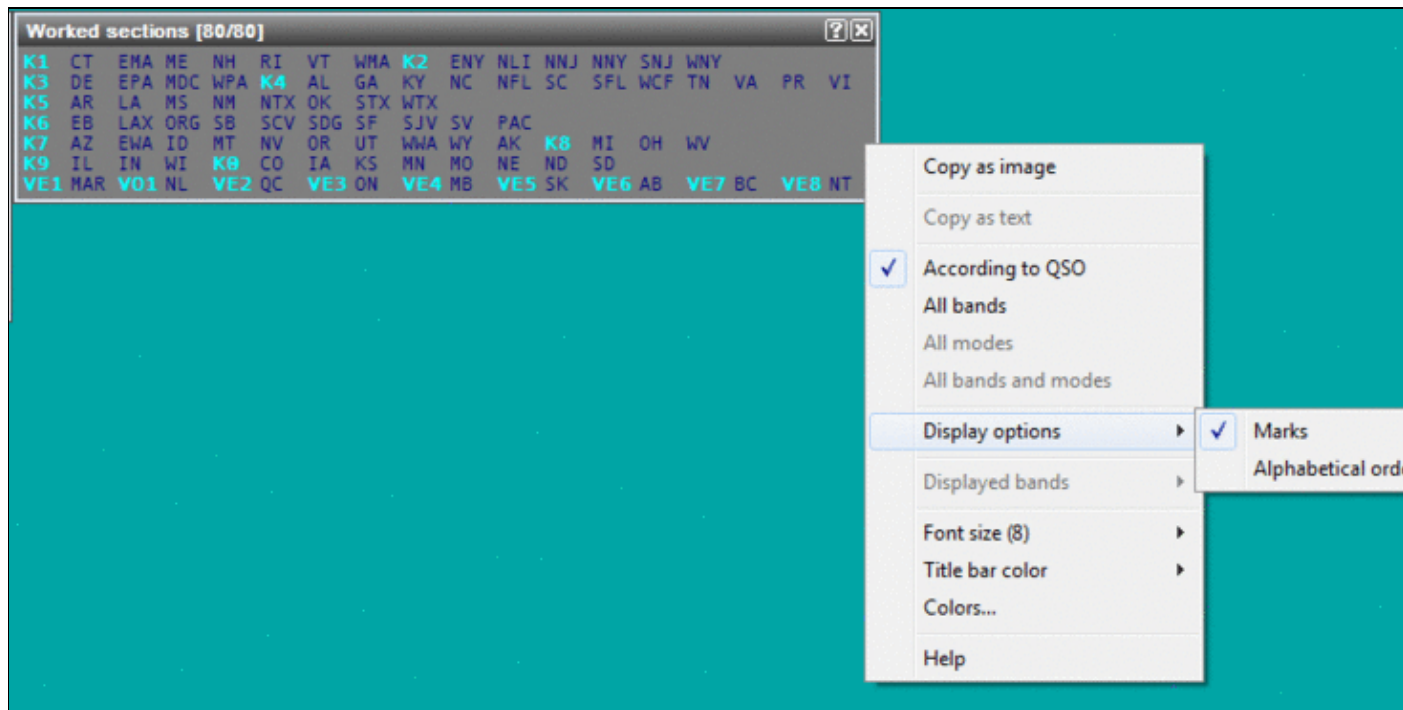 Worked sections [80/80]
K1 CT EMA ME NH RI VT WMA K2 ENY NLI NNJ NNY SNJ WNY
K3 DE EPA MDC WPA K4 AL GA KY NC NFL SC SFL WCF TN VA PR VI
K5 AR LA MS NM NTX OK STX WTX
K6 EB LAX ORG SB SCV SDG SF SJV SV PAC
K7 AZ EWA ID MT NV OR UT WWA WY AK K8 MI OH WV
K9 IL IN WI K0 CO IA KS MN MO NE ND SD
VE1 MAR VO1 NL VE2 QC VE3 ON VE4 MB VE5 SK VE6 AB VE7 BC VE8 NT
Copy as image
Copy as text
According to QSO
All bands
All modes
All bands and modes
Display options
Marks
Alphabetical orde
Displayed bands
Font size (8)
Title bar color
Colors...
Help